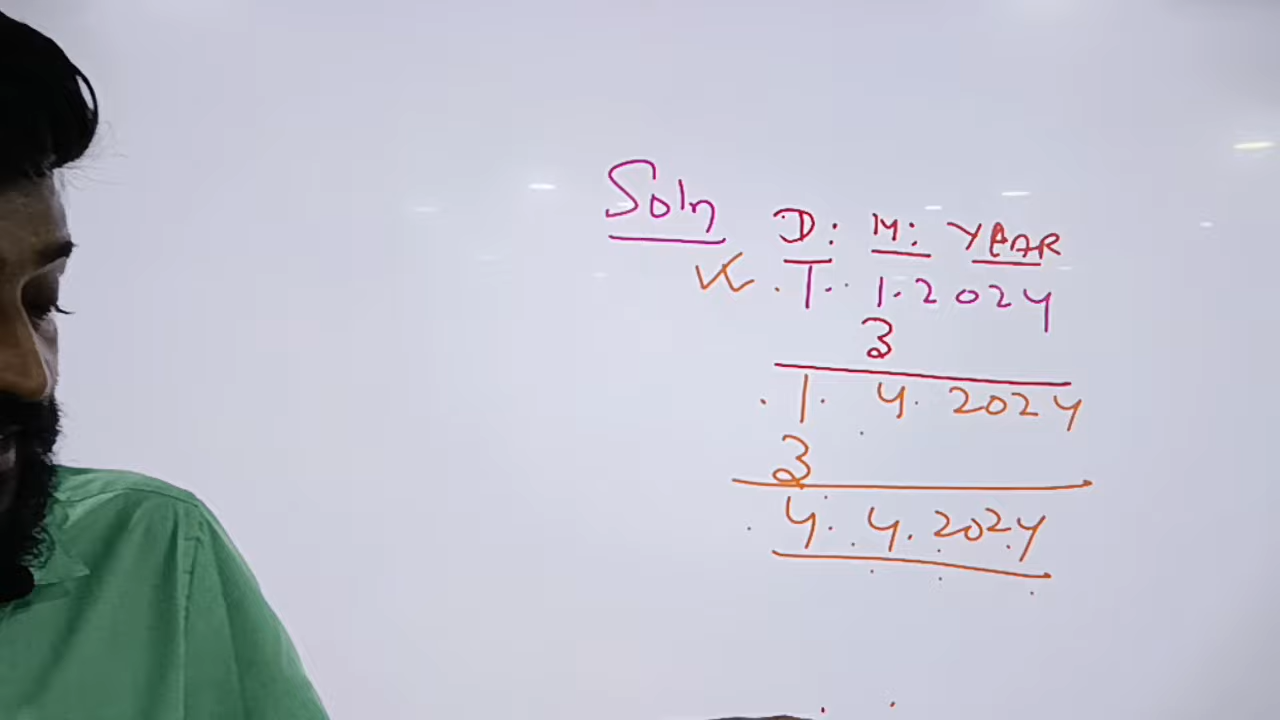 Soln
D: M: YEAR
1. 1. 2024
3
1. 4. 2024
3
4. 4. 2024